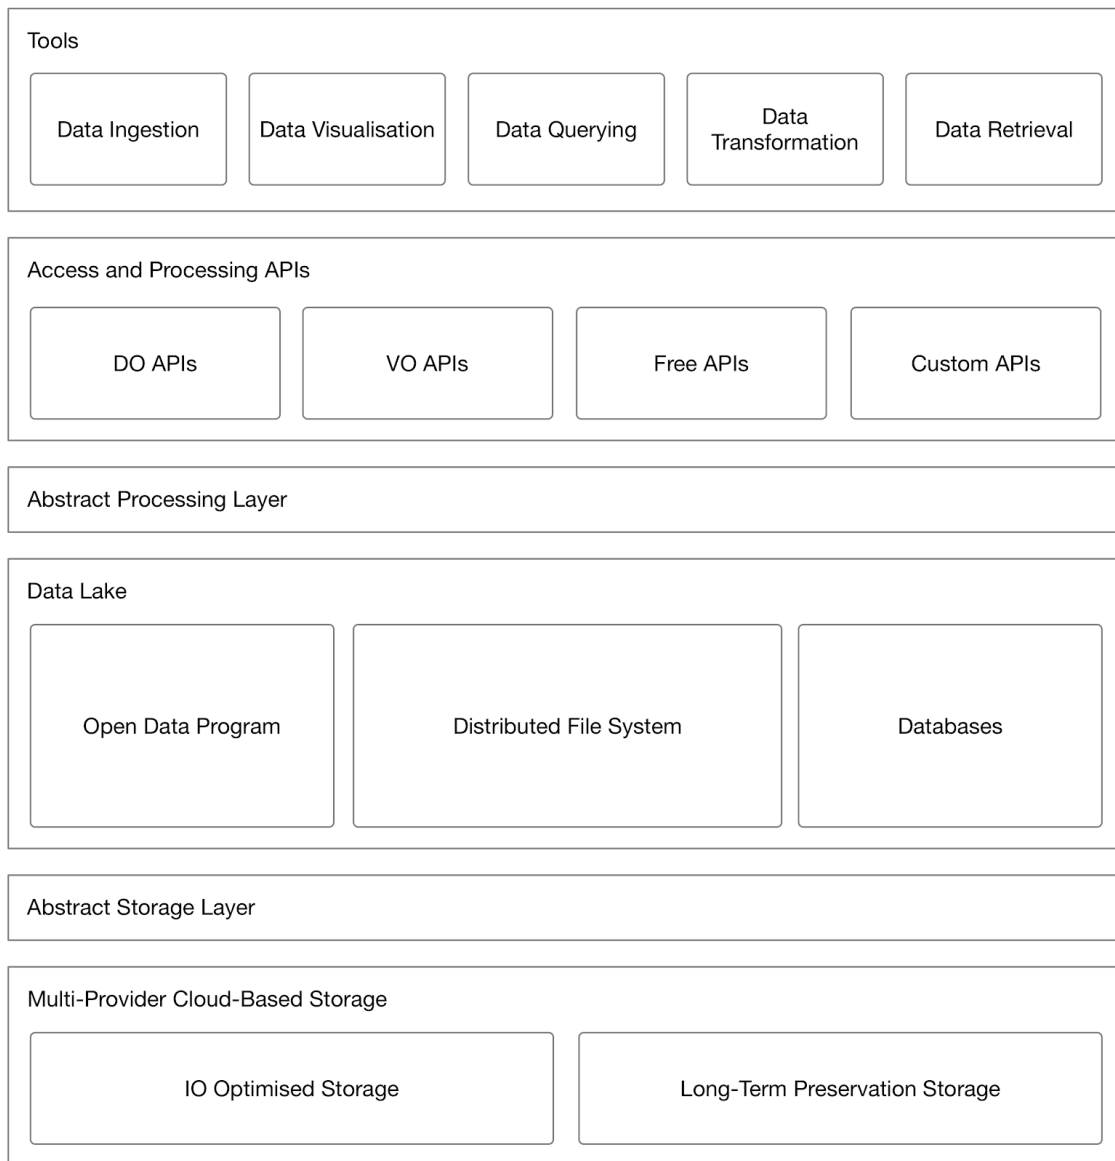 Tools
Data Ingestion
Data Visualisation
Data Querying
Data
Transformation
Data Retrieval
Access and Processing APIs
DO APIs
VO APIs
Free APIs
Custom APIs
Abstract Processing Layer
Data Lake
Open Data Program
Distributed File System
Databases
Abstract Storage Layer
Multi-Provider Cloud-Based Storage
IO Optimised Storage
Long-Term Preservation Storage